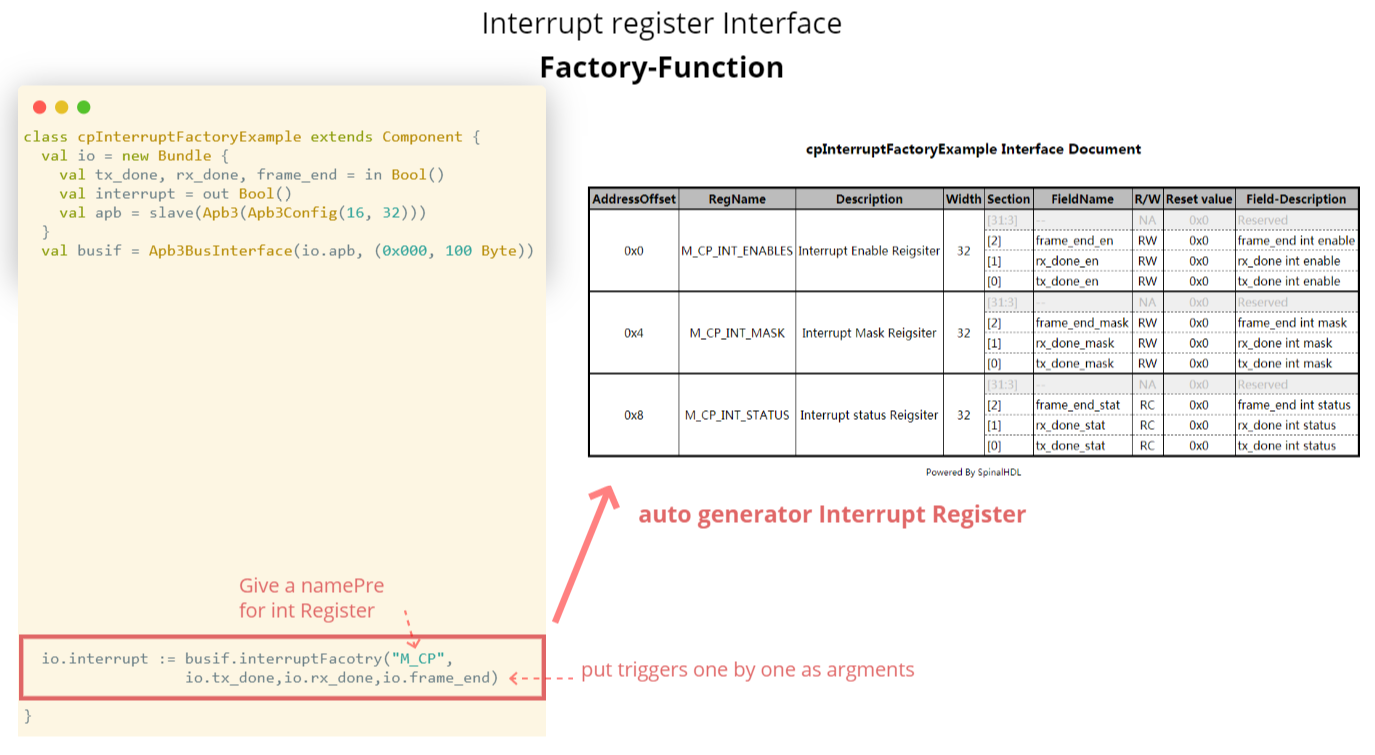 Interrupt register Interface
Factory-Function
class cpInterruptFactoryExample extends Component {
val io = new Bundle {
val tx_done, rx_done, frame_end = in Bool()
val interrupt = out Bool()
val apb = slave(Apb3(Apb3Config(16, 32)))
}
val busif = Apb3BusInterface(io.apb, (0x000, 100 Byte))
Give a namePre
for int Register
io.interrupt := busif.interruptFacotry("M_CP",
io.tx_done,io.rx_done,io.frame_end)
}
cpInterruptFactoryExample Interface Document
AddressOffset RegName Description Width Section FieldName R/W Reset value Field-Description
[31:3] -- NA 0x0 Reserved
0x0 M_CP_INT_ENABLES Interrupt Enable Reigsiter 32 [2] frame_end_en RW 0x0 frame_end int enable
[1] rx_done_en RW 0x0 rx_done int enable
[0] tx_done_en RW 0x0 tx_done int enable
[31:3] -- NA 0x0 Reserved
0x4 M_CP_INT_MASK Interrupt Mask Reigsiter 32 [2] frame_end_mask RW 0x0 frame_end int mask
[1] rx_done_mask RW 0x0 rx_done int mask
[0] tx_done_mask RW 0x0 tx_done int mask
[31:3] -- NA 0x0 Reserved
0x8 M_CP_INT_STATUS Interrupt status Reigsiter 32 [2] frame_end_stat RC 0x0 frame_end int status
[1] rx_done_stat RC 0x0 rx_done int status
[0] tx_done_stat RC 0x0 tx_done int status
Powered By SpinalHDL
auto generator Interrupt Register
put triggers one by one as argments